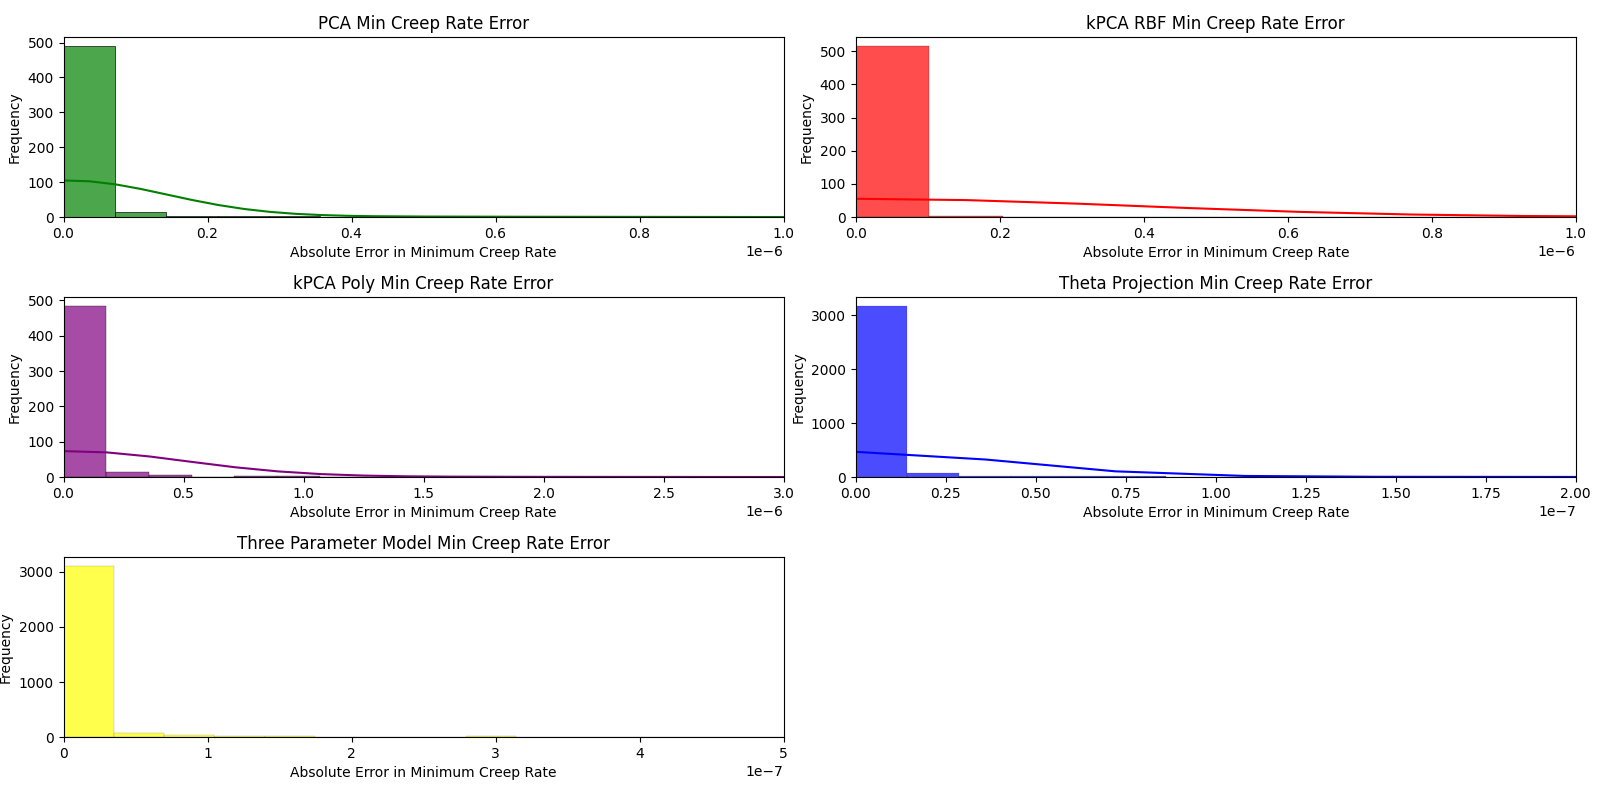 PCA Min Creep Rate Error
500
400
300
200
100
0
Frequency
0.0 0.2 0.4 0.6 0.8 1.0
Absolute Error in Minimum Creep Rate
1e−6
kPCA RBF Min Creep Rate Error
500
400
300
200
100
0
Frequency
0.0 0.2 0.4 0.6 0.8 1.0
Absolute Error in Minimum Creep Rate
1e−6
kPCA Poly Min Creep Rate Error
500
400
300
200
100
0
Frequency
0.0 0.5 1.0 1.5 2.0 2.5 3.0
Absolute Error in Minimum Creep Rate
1e−6
Theta Projection Min Creep Rate Error
3000
2000
1000
0
Frequency
0.00 0.25 0.50 0.75 1.00 1.25 1.50 1.75 2.00
Absolute Error in Minimum Creep Rate
1e−7
Three Parameter Model Min Creep Rate Error
3000
2000
1000
0
Frequency
0 1 2 3 4 5
Absolute Error in Minimum Creep Rate
1e−7